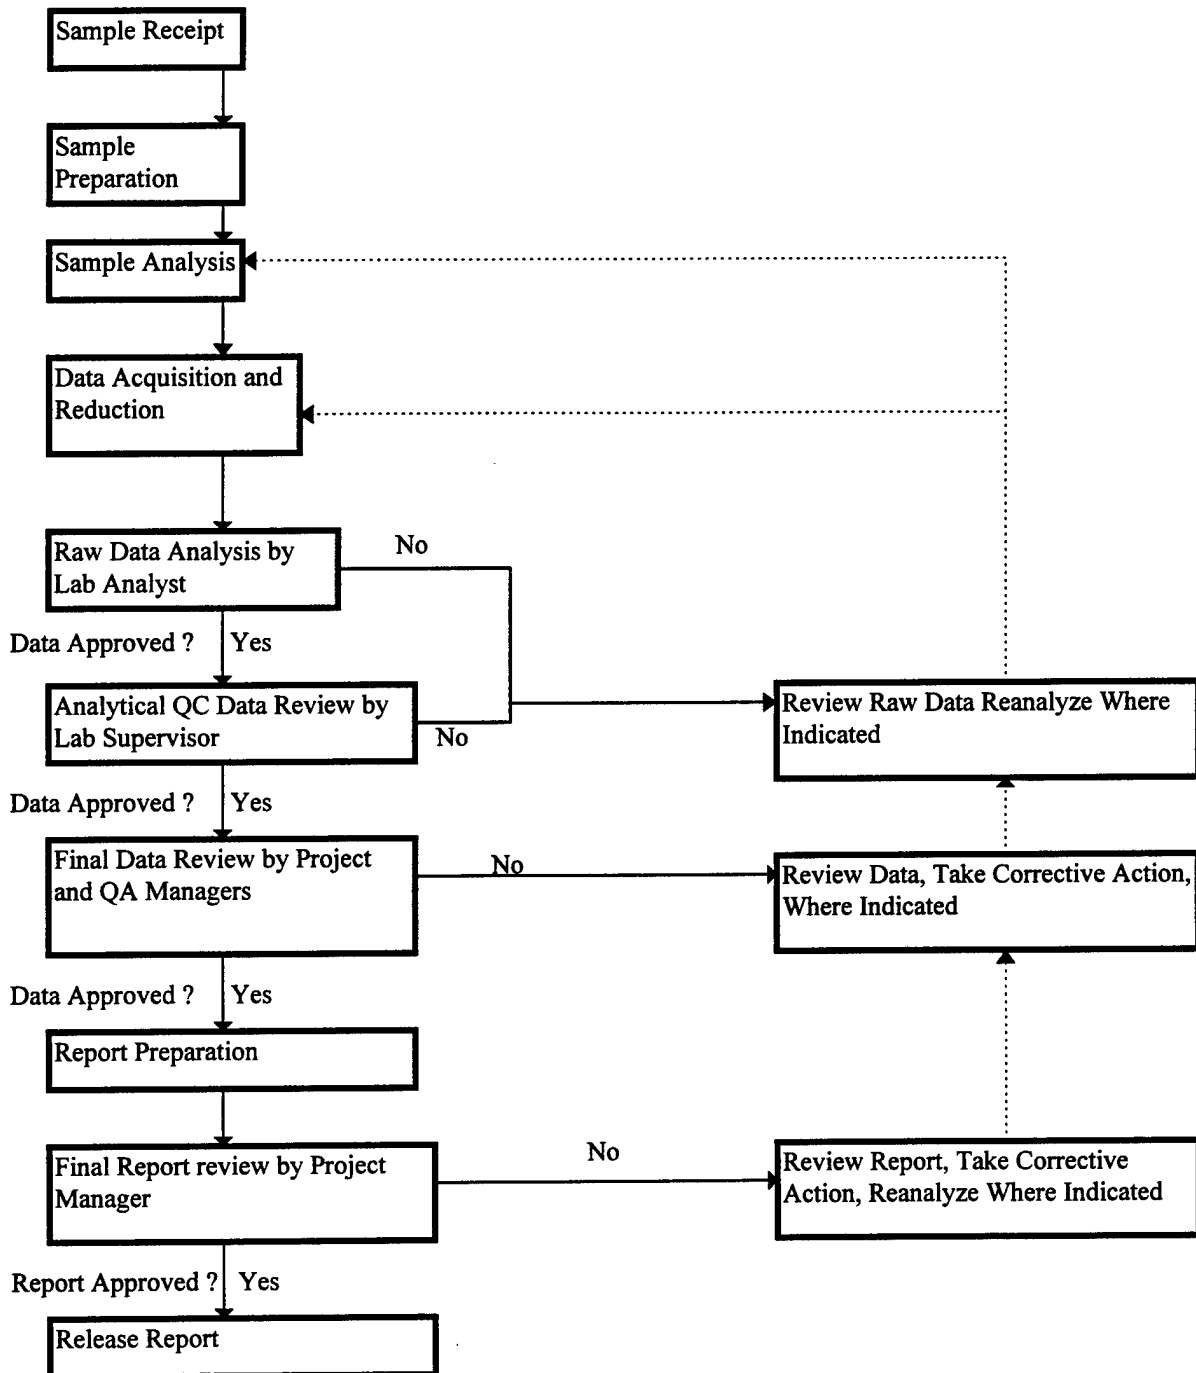 Sample Receipt
Sample
Preparation
Sample Analysis
Data Acquisition and
Reduction
Raw Data Analysis by
Lab Analyst
No
Data Approved ? Yes
Analytical QC Data Review by
Lab Supervisor
No
Review Raw Data Reanalyze Where
Indicated
Data Approved ? Yes
Final Data Review by Project
and QA Managers
No
Review Data, Take Corrective Action,
Where Indicated
Data Approved ? Yes
Report Preparation
Final Report review by Project
Manager
No
Review Report, Take Corrective
Action, Reanalyze Where Indicated
Report Approved ? Yes
Release Report